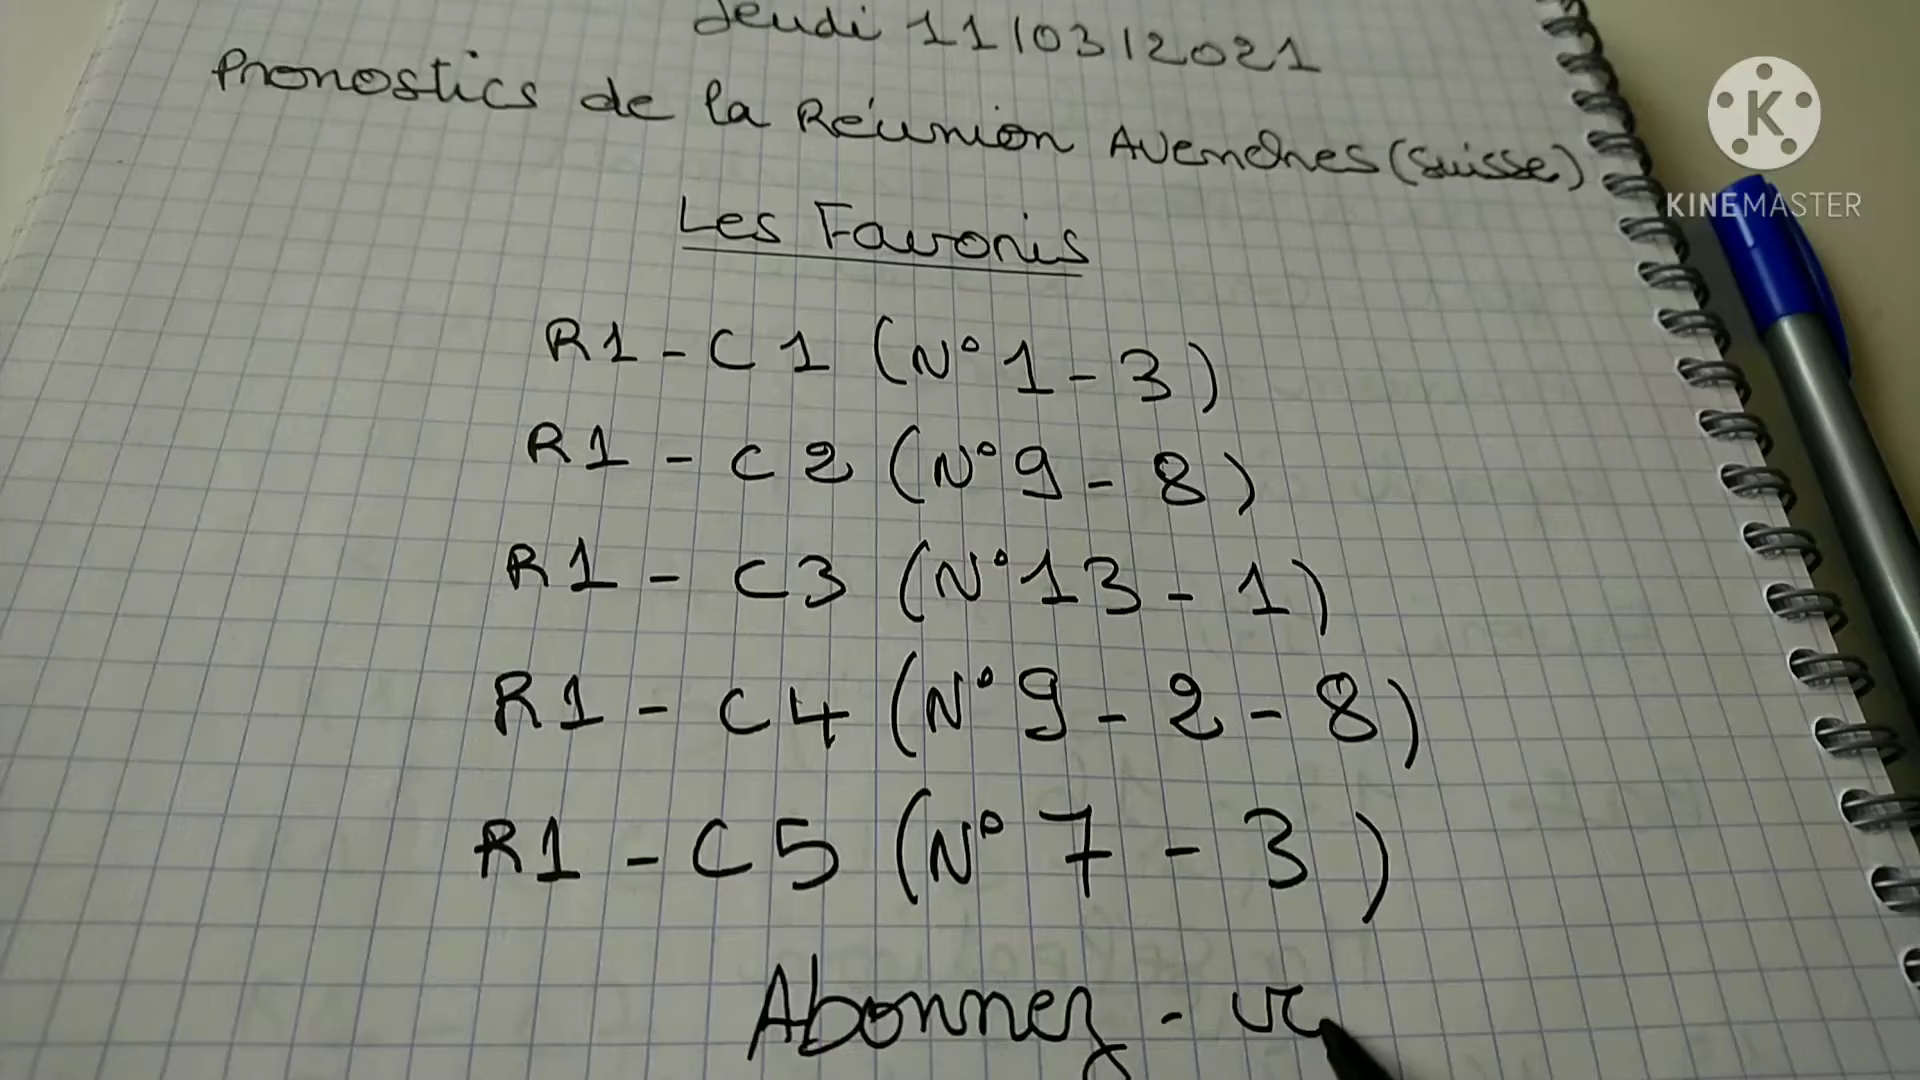 Jeudi 11/03/2021
Pronostics de la Réunion Avenches (Suisse)
K
KINEMASTER
Les Favoris
R1 - C1 (N° 1 - 3)
R1 - C2 (N° 9 - 8)
R1 - C3 (N° 13 - 1)
R1 - C4 (N° 9 - 2 - 8)
R1 - C5 (N° 7 - 3)
Abonnez - vo